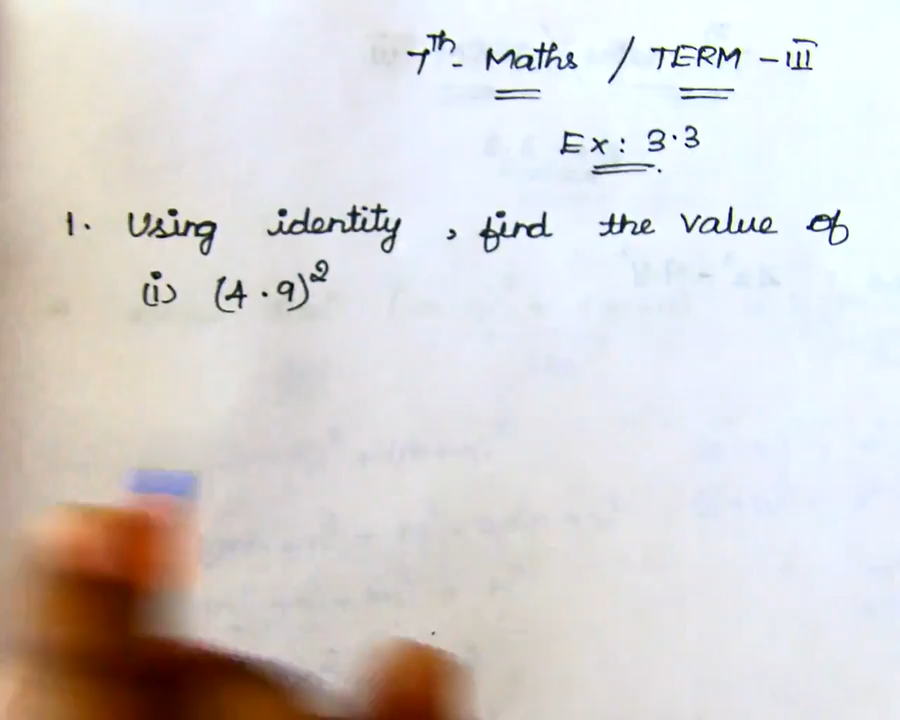 7th - Maths / TERM - III
Ex: 3.3
1. Using identity, find the value of
(i) (4.9)²